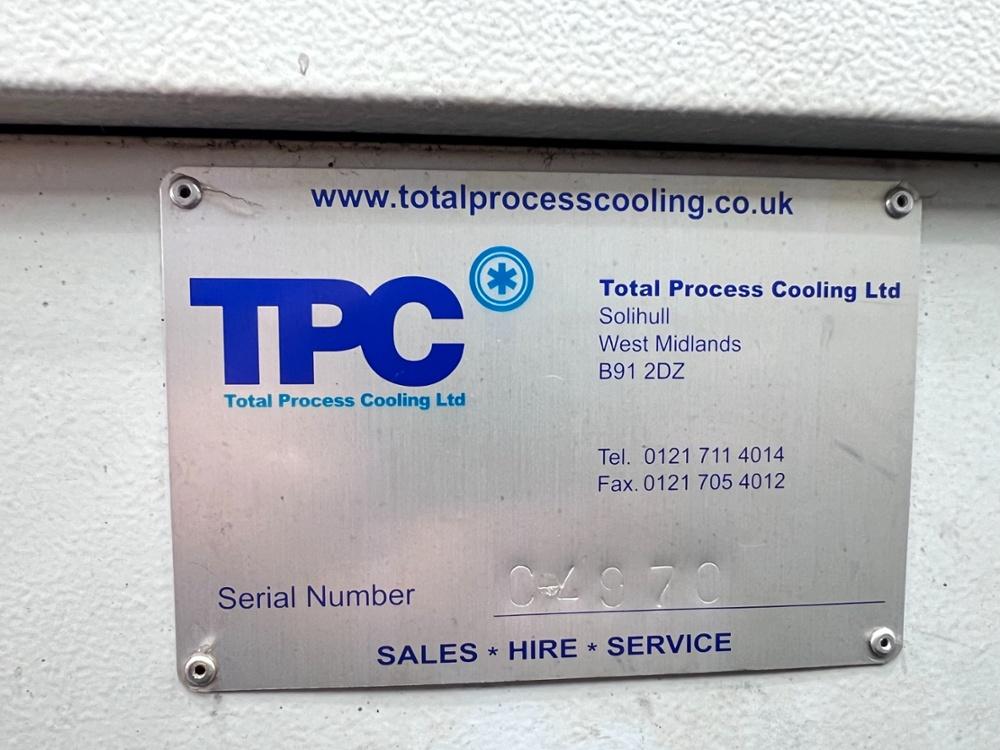 www.totalprocesscooling.co.uk
TPC
Total Process Cooling Ltd
Total Process Cooling Ltd
Solihull
West Midlands
B91 2DZ
Tel. 0121 711 4014
Fax. 0121 705 4012
Serial Number
SALES * HIRE * SERVICE